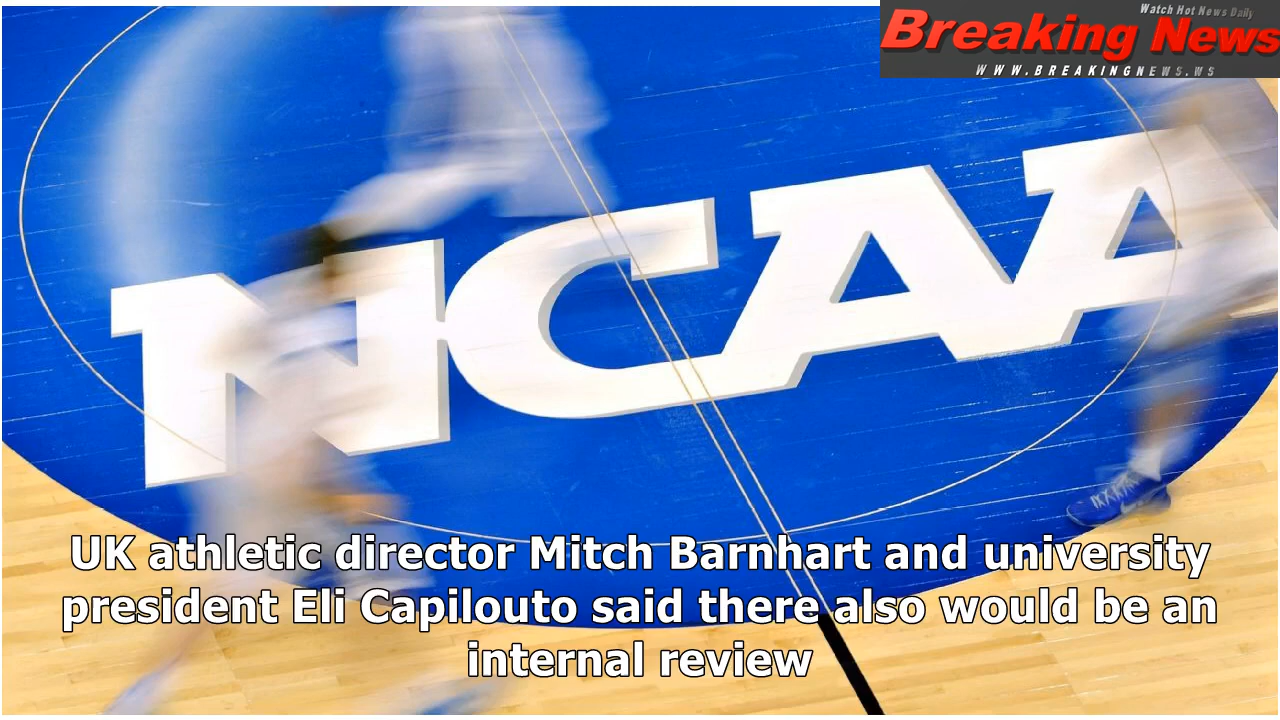 Watch Hot News Daily
Breaking News
WWW.BREAKINGNEWS.WS
NCAA
UK athletic director Mitch Barnhart and university
president Eli Capilouto said there also would be an
internal review